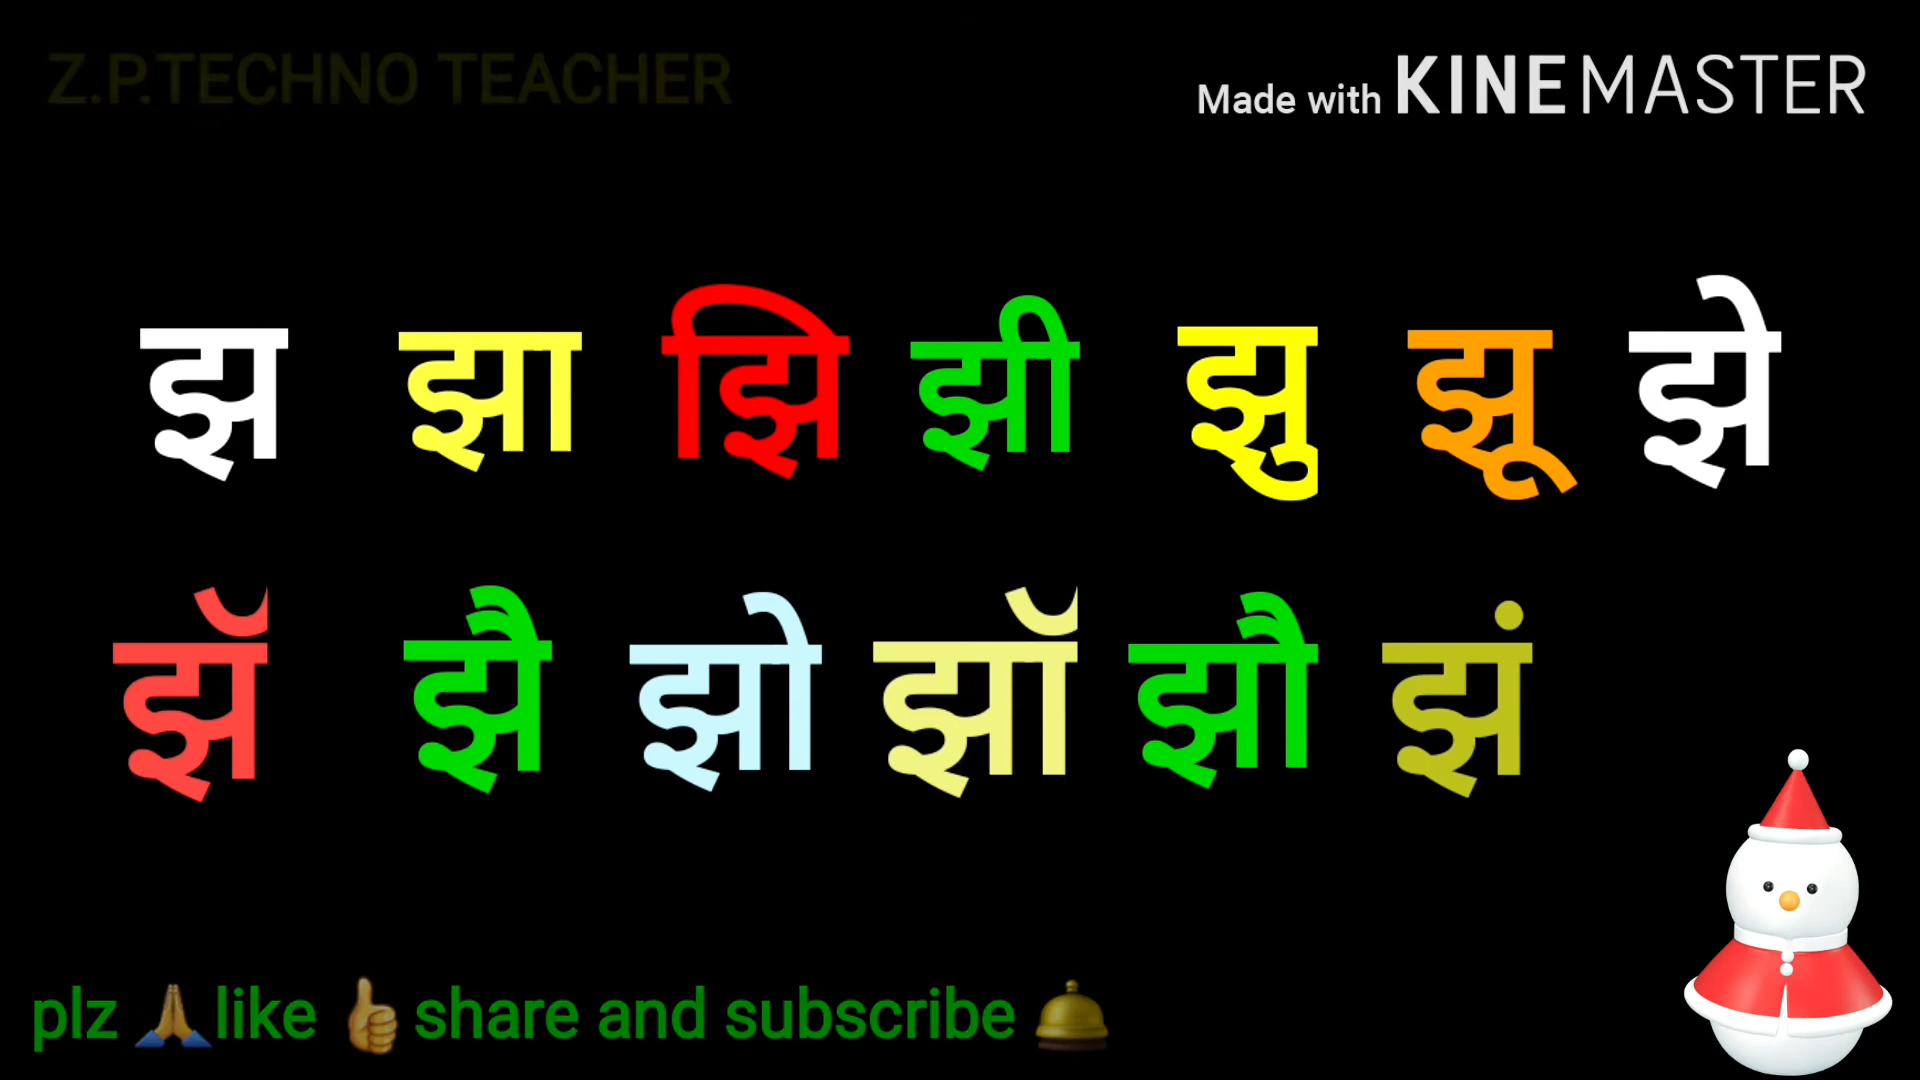 Z.P.TECHNO TEACHER
Made with KINEMASTER
झ झा झि झी झु झू झे
झॅ झै झो झॉ झौ झं
plz 🙏 like 👍 share and subscribe 🛎️